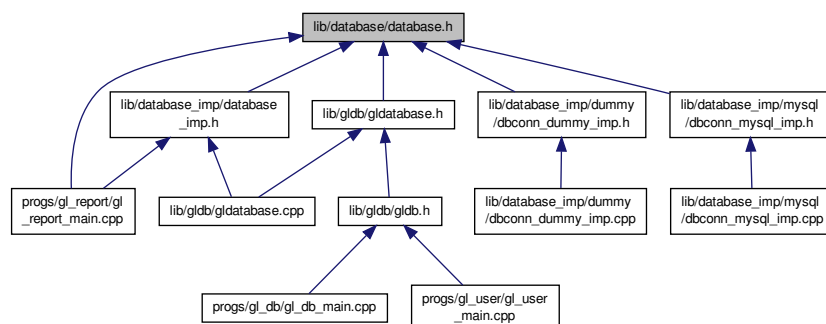 lib/database/database.h
lib/database_imp/database
_imp.h
lib/gldb/gldatabase.h
lib/database_imp/dummy
/dbconn_dummy_imp.h
lib/database_imp/mysql
/dbconn_mysql_imp.h
progs/gl_report/gl
_report_main.cpp
lib/gldb/gldatabase.cpp
lib/gldb/gldb.h
lib/database_imp/dummy
/dbconn_dummy_imp.cpp
lib/database_imp/mysql
/dbconn_mysql_imp.cpp
progs/gl_db/gl_db_main.cpp
progs/gl_user/gl_user
_main.cpp